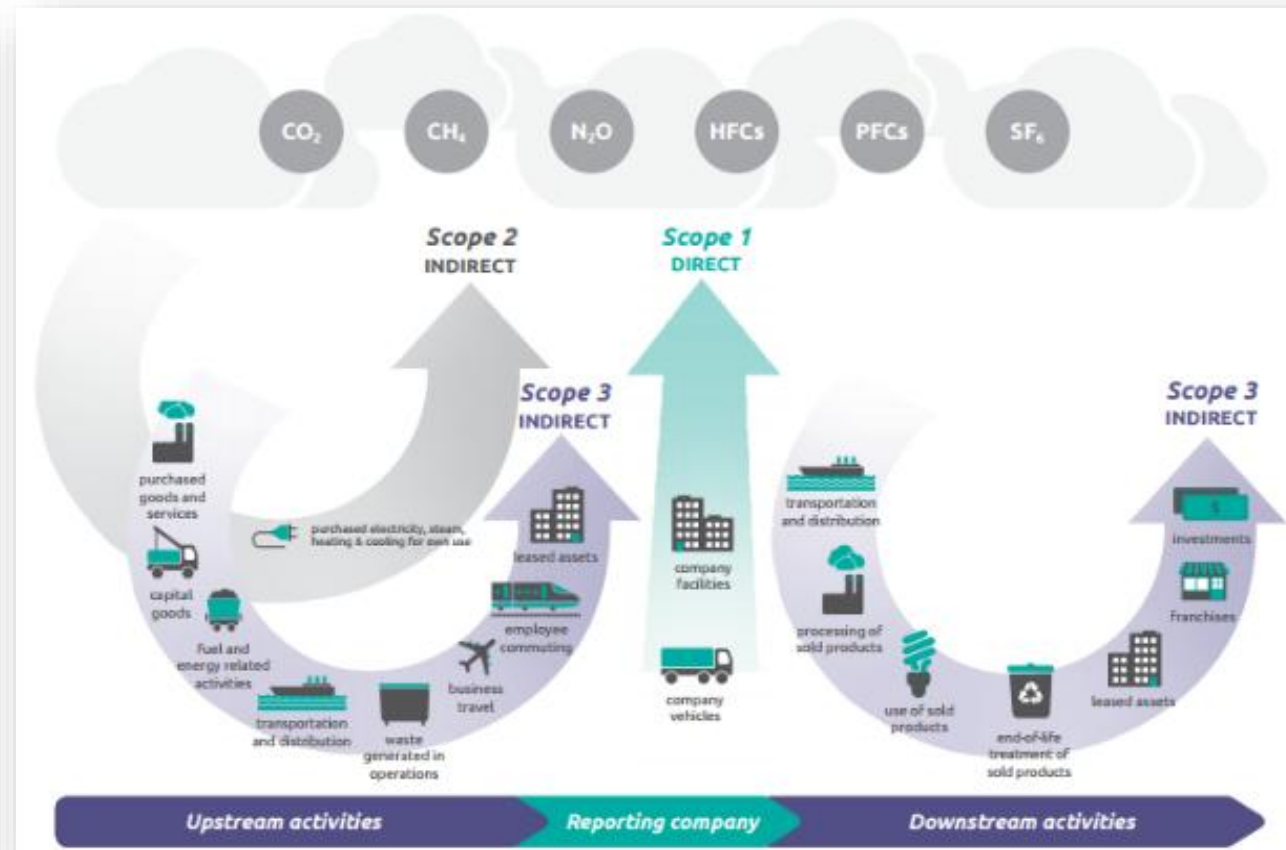 CO₂
CH₄
N₂O
HFCs
PFCs
SF₆
Scope 2
INDIRECT
Scope 1
DIRECT
Scope 3
INDIRECT
Scope 3
INDIRECT
purchased
goods and
services
capital
goods
fuel and
energy related
activities
purchased electricity, steam,
heating & cooling for own use
transportation
and distribution
waste
generated in
operations
business
travel
employee
commuting
leased assets
company
facilities
company
vehicles
transportation
and distribution
processing of
sold products
use of sold
products
end-of-life
treatment of
sold products
leased assets
franchises
investments
$
Upstream activities
Reporting company
Downstream activities